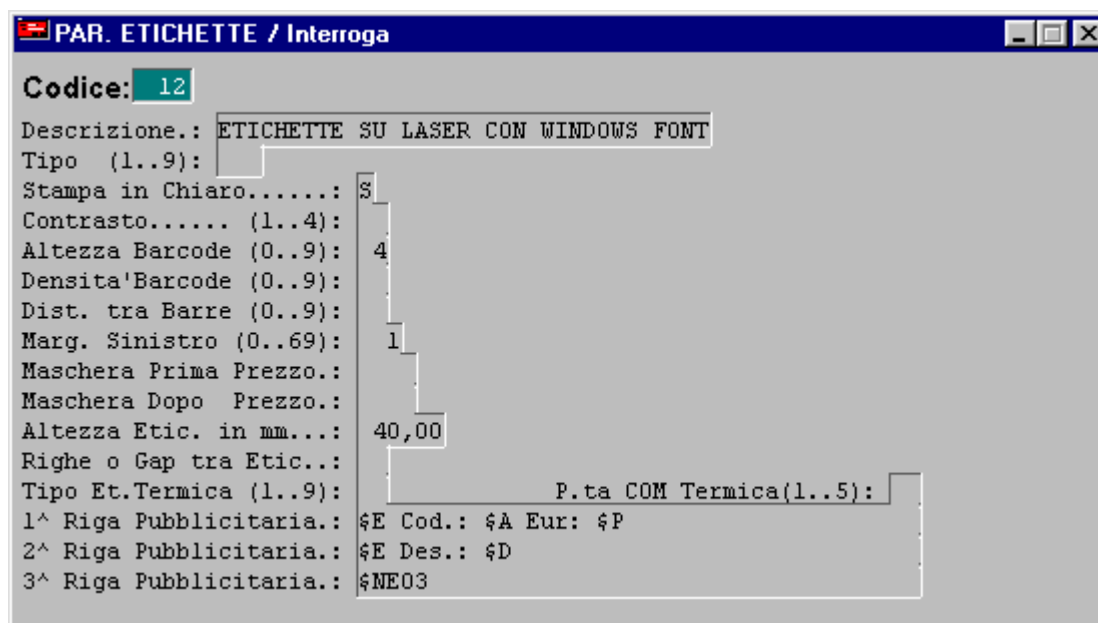 PAR. ETICHETTE / Interroga
Codice: 12
Descrizione.: ETICHETTE SU LASER CON WINDOWS FONT
Tipo (1..9):
Stampa in Chiaro......: S
Contrasto...... (1..4):
Altezza Barcode (0..9): 4
Densita'Barcode (0..9):
Dist. tra Barre (0..9):
Marg. Sinistro (0..69): 1
Maschera Prima Prezzo.:
Maschera Dopo Prezzo.:
Altezza Etic. in mm...: 40,00
Righe o Gap tra Etic..:
Tipo Et.Termica (1..9): P.ta COM Termica(1..5):
1^ Riga Pubblicitaria.: $E Cod.: $A Eur: $P
2^ Riga Pubblicitaria.: $E Des.: $D
3^ Riga Pubblicitaria.: $NE03